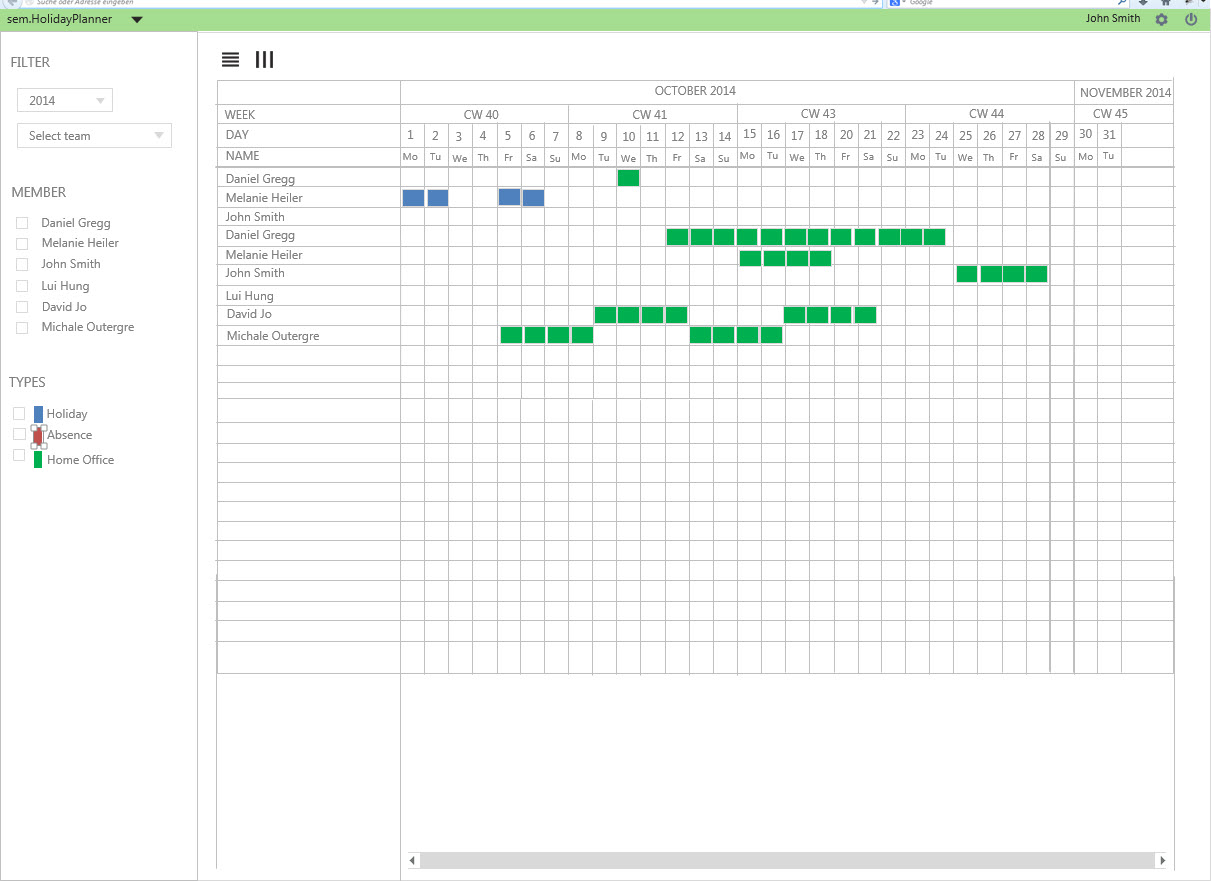 Suche oder Adresse eingeben
Google
sem.HolidayPlanner
John Smith
FILTER
2014
Select team
MEMBER
Daniel Gregg
Melanie Heiler
John Smith
Lui Hung
David Jo
Michale Outergre
TYPES
Holiday
Absence
Home Office
OCTOBER 2014 NOVEMBER 2014
WEEK CW 40 CW 41 CW 43 CW 44 CW 45
DAY 1 2 3 4 5 6 7 8 9 10 11 12 13 14 15 16 17 18 20 21 22 23 24 25 26 27 28 29 30 31
NAME Mo Tu We Th Fr Sa Su Mo Tu We Th Fr Sa Su Mo Tu We Th Fr Sa Su Mo Tu We Th Fr Sa Su Mo Tu
Daniel Gregg
Melanie Heiler
John Smith
Daniel Gregg
Melanie Heiler
John Smith
Lui Hung
David Jo
Michale Outergre